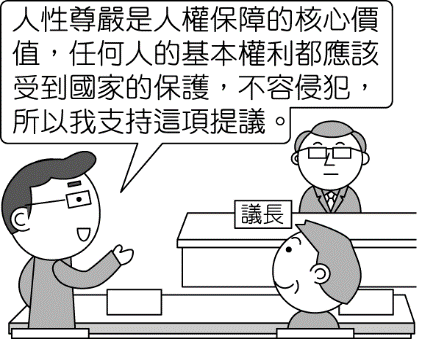 人性尊嚴是人權保障的核心價
值，任何人的基本權利都應該
受到國家的保護，不容侵犯，
所以我支持這項提議。
議長